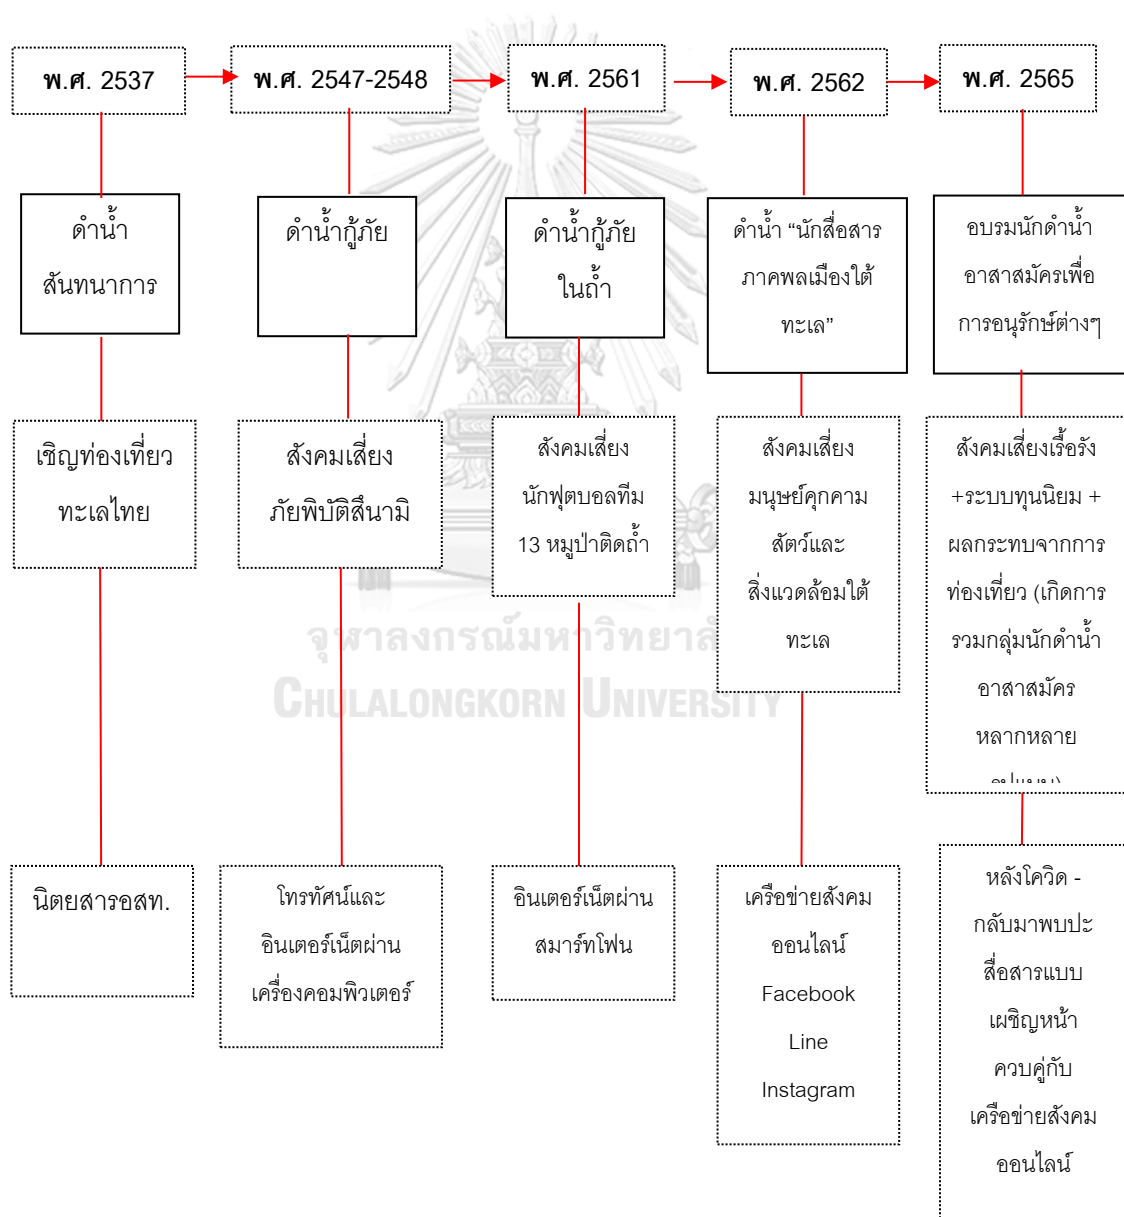 พ.ศ. 2537
พ.ศ. 2547-2548
พ.ศ. 2561
พ.ศ. 2562
พ.ศ. 2565
ดำน้ำ
สันทนาการ
ดำน้ำกู้ภัย
ดำน้ำกู้ภัย
ในถ้ำ
ดำน้ำ “นักสื่อสาร
ภาคพลเมืองใต้
ทะเล”
อบรมนักดำน้ำ
อาสาสมัครเพื่อ
การอนุรักษ์ต่างๆ
เชิญท่องเที่ยว
ทะเลไทย
สังคมเสี่ยง
ภัยพิบัติสึนามิ
สังคมเสี่ยง
นักฟุตบอลทีม
13 หมูป่าติดถ้ำ
สังคมเสี่ยง
มนุษย์คุกคาม
สัตว์และ
สิ่งแวดล้อมใต้
ทะเล
สังคมเสี่ยงเรื้อรัง
+ระบบทุนนิยม +
ผลกระทบจากการ
ท่องเที่ยว (เกิดการ
รวมกลุ่มนักดำน้ำ
อาสาสมัคร
หลากหลาย
นิตยสารอสท.
โทรทัศน์และ
อินเตอร์เน็ตผ่าน
เครื่องคอมพิวเตอร์
อินเตอร์เน็ตผ่าน
สมาร์ทโฟน
เครือข่ายสังคม
ออนไลน์
Facebook
Line
Instagram
หลังโควิด -
กลับมาพบปะ
สื่อสารแบบ
เผชิญหน้า
ควบคู่กับ
เครือข่ายสังคม
ออนไลน์
จุฬาลงกรณ์มหาวิทยาลั
CHULALONGKORN UNIVERSITY